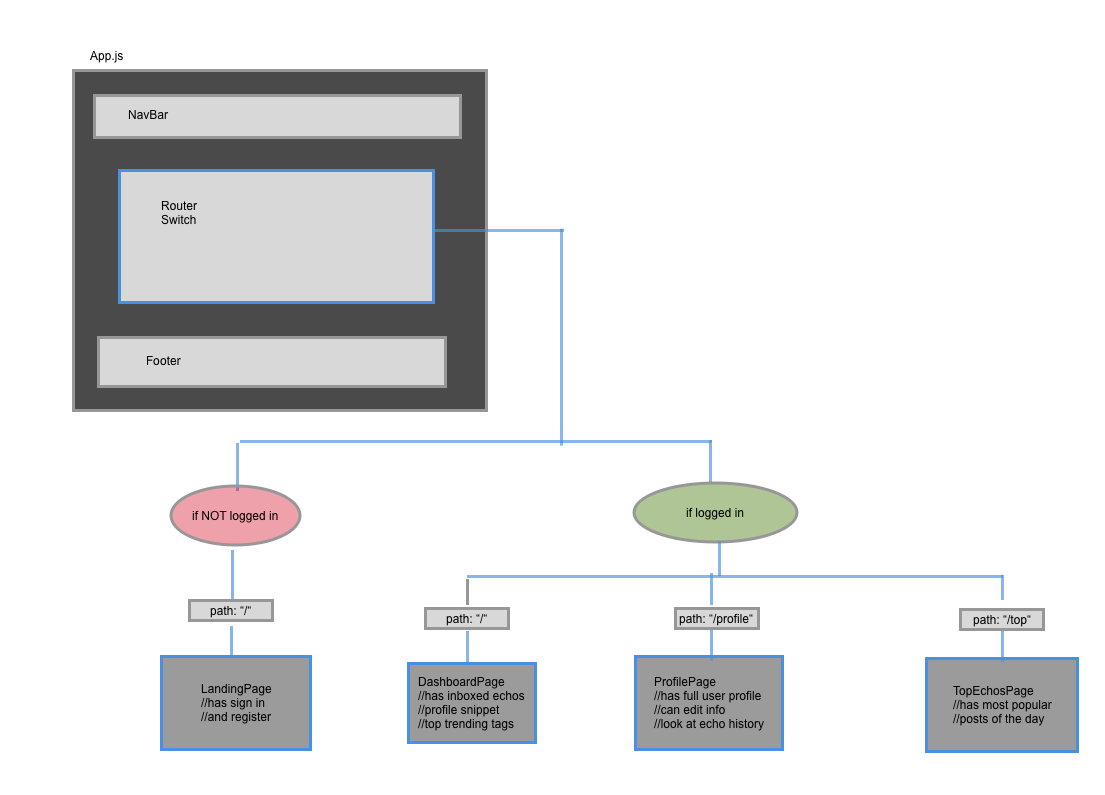 App.js
NavBar
Router
Switch
Footer
if NOT logged in
if logged in
path: "/"
path: "/"
path: "/profile"
path: "/top"
LandingPage
//has sign in
//and register
DashboardPage
//has inboxed echos
//profile snippet
//top trending tags
ProfilePage
//has full user profile
//can edit info
//look at echo history
TopEchosPage
//has most popular
//posts of the day